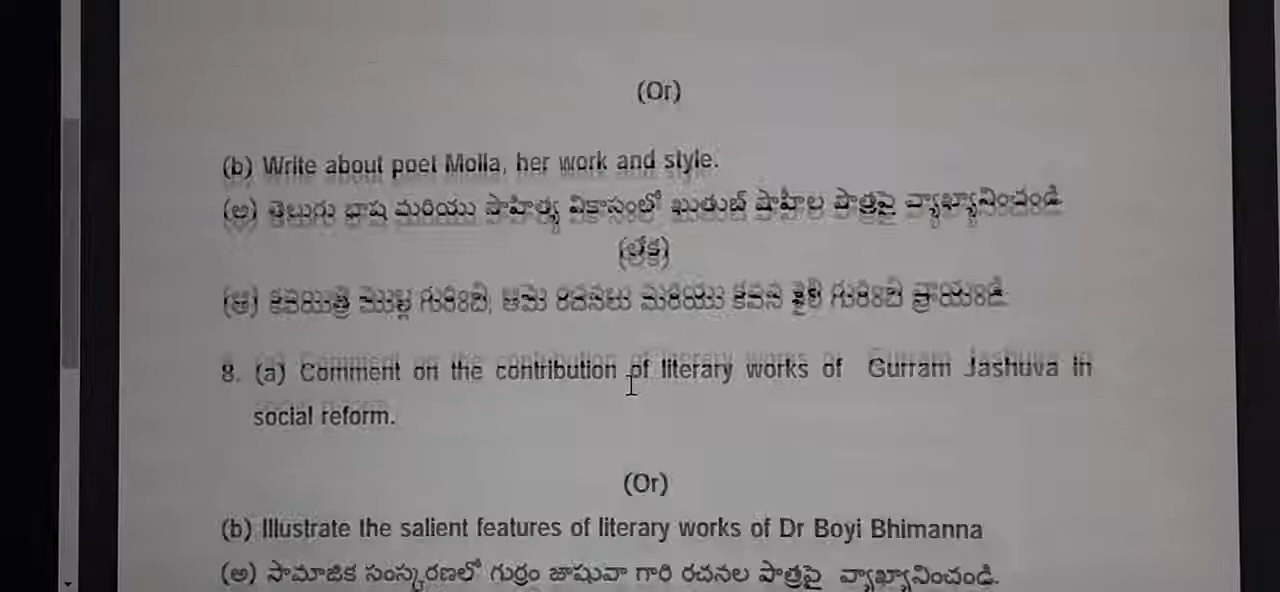 (Or)
(b) Write about poet Molla, her work and style.
(అ) తెలుగు భాష మరియు సాహిత్య వికాసంలో ఖుతుబ్ షాహీల పాత్రపై వ్యాఖ్యానించండి
(లేక)
(ఆ) కవయిత్రి మొల్ల గురించి, ఆమె రచనలు మరియు కవన శైలి గురించి వ్రాయండి.
8. (a) Comment on the contribution of literary works of Gurram Jashuva in
social reform.
(Or)
(b) Illustrate the salient features of literary works of Dr Boyi Bhimanna
(అ) సామాజిక సంస్కరణలో గుర్రం జాషువా గారి రచనల పాత్రపై వ్యాఖ్యానించండి.